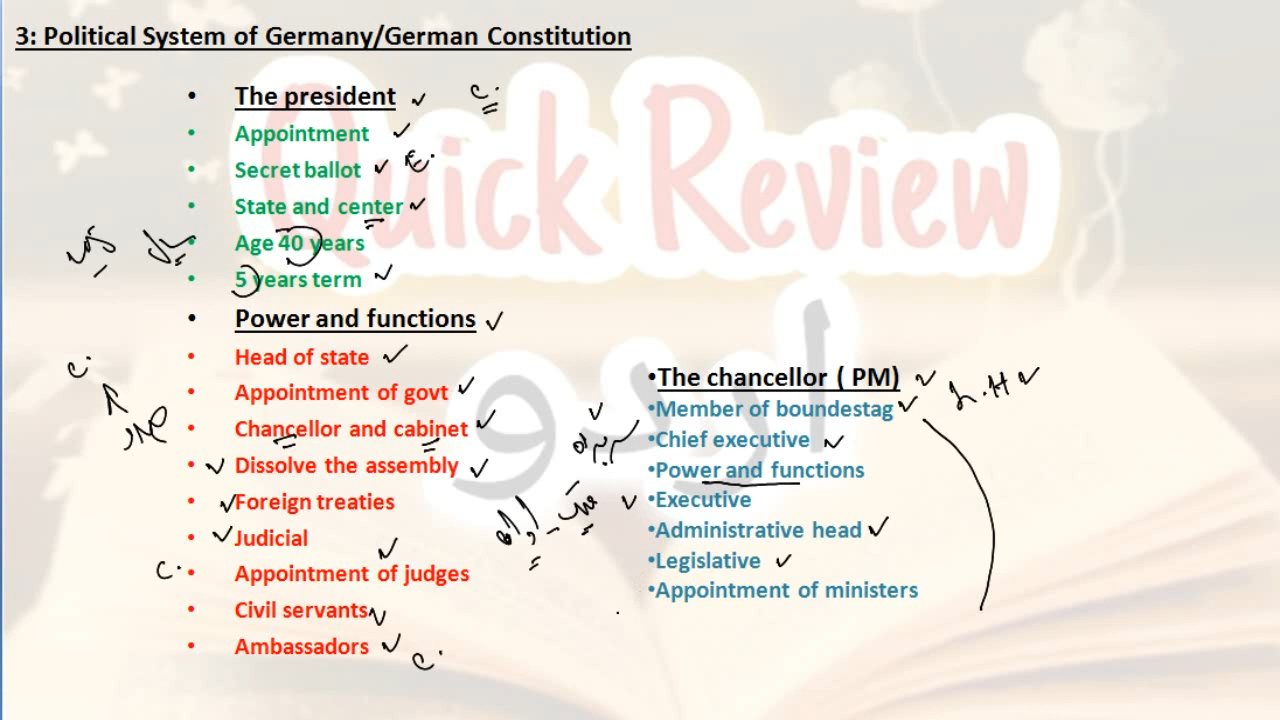 3: Political System of Germany/German Constitution
• The president
• Appointment
• Secret ballot
• State and center
• Age 40 years
• 5 years term
• Power and functions
• Head of state
• Appointment of govt
• Chancellor and cabinet
• Dissolve the assembly
• Foreign treaties
• Judicial
• Appointment of judges
• Civil servants
• Ambassadors
•The chancellor ( PM)
L.H
•Member of boundestag
•Chief executive
•Power and functions
•Executive
•Administrative head
•Legislative
•Appointment of ministers
Quick Review
اردو